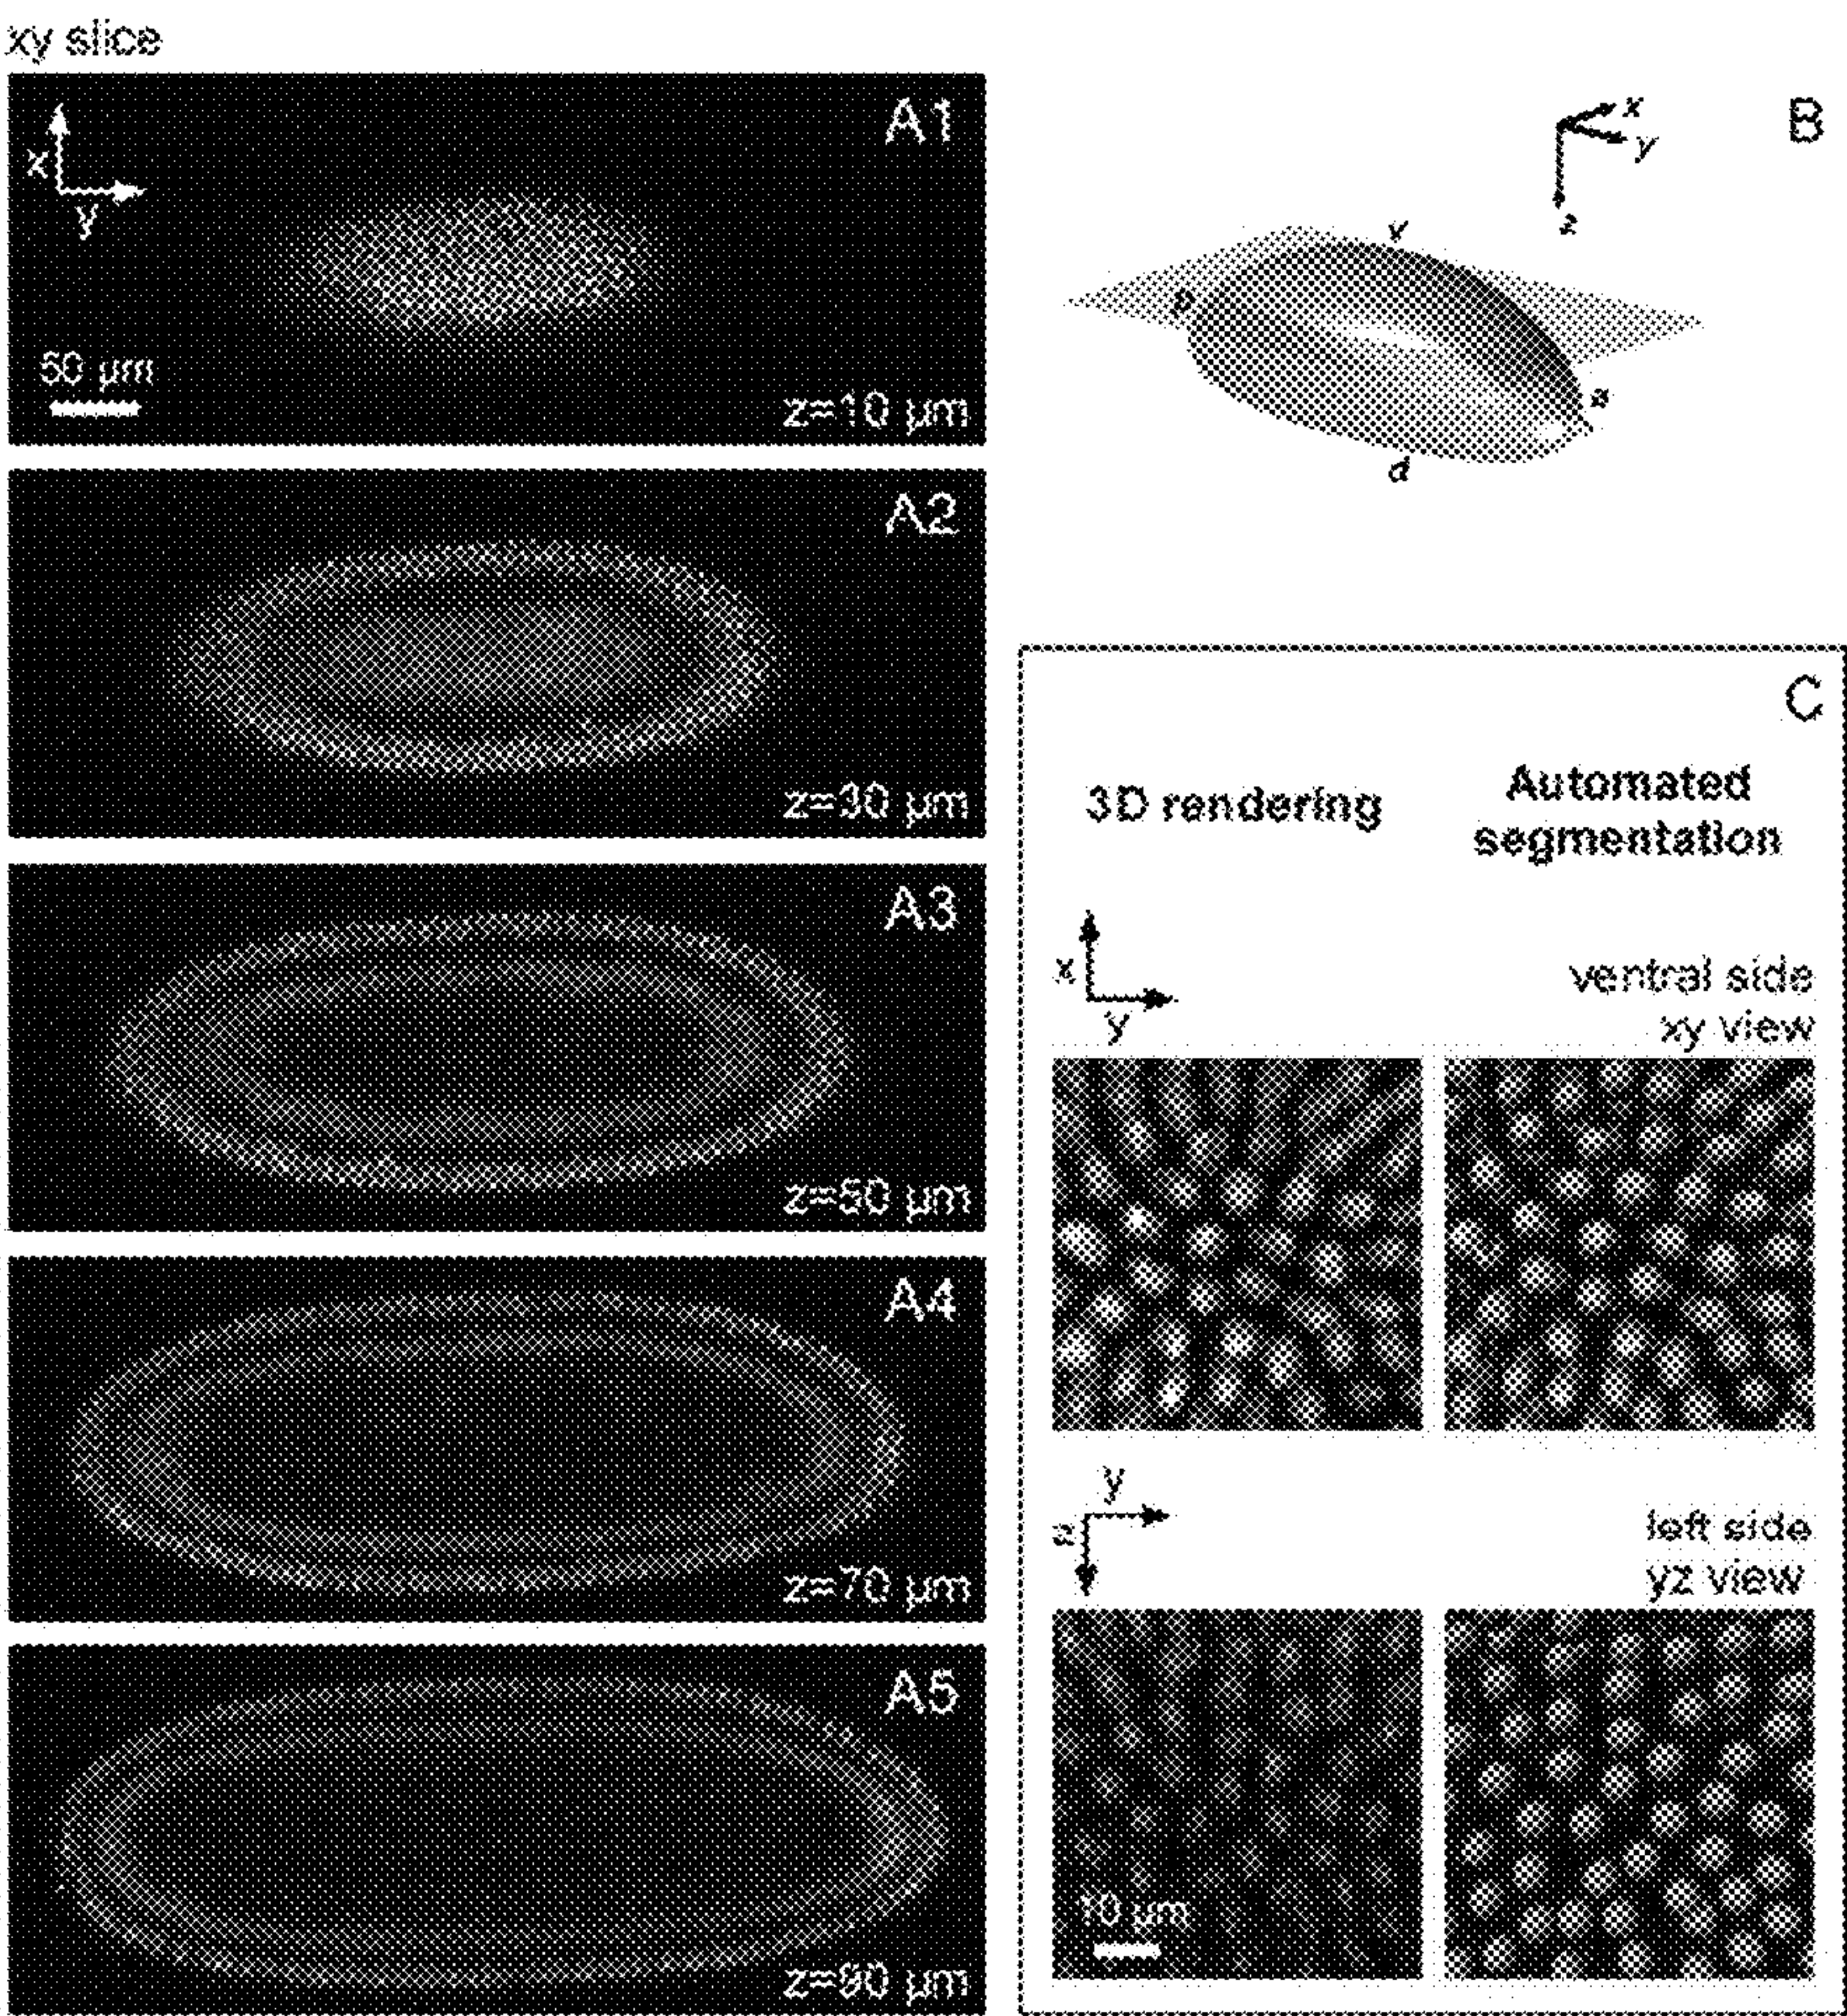 xy slice
A1
x
y
50 µm
z=10 µm
A2
z=30 µm
A3
z=50 µm
A4
z=70 µm
A5
z=90 µm
B
x
y
z
v
p
a
d
C
3D rendering
Automated
segmentation
x
y
ventral side
xy view
y
z
left side
yz view
10 µm